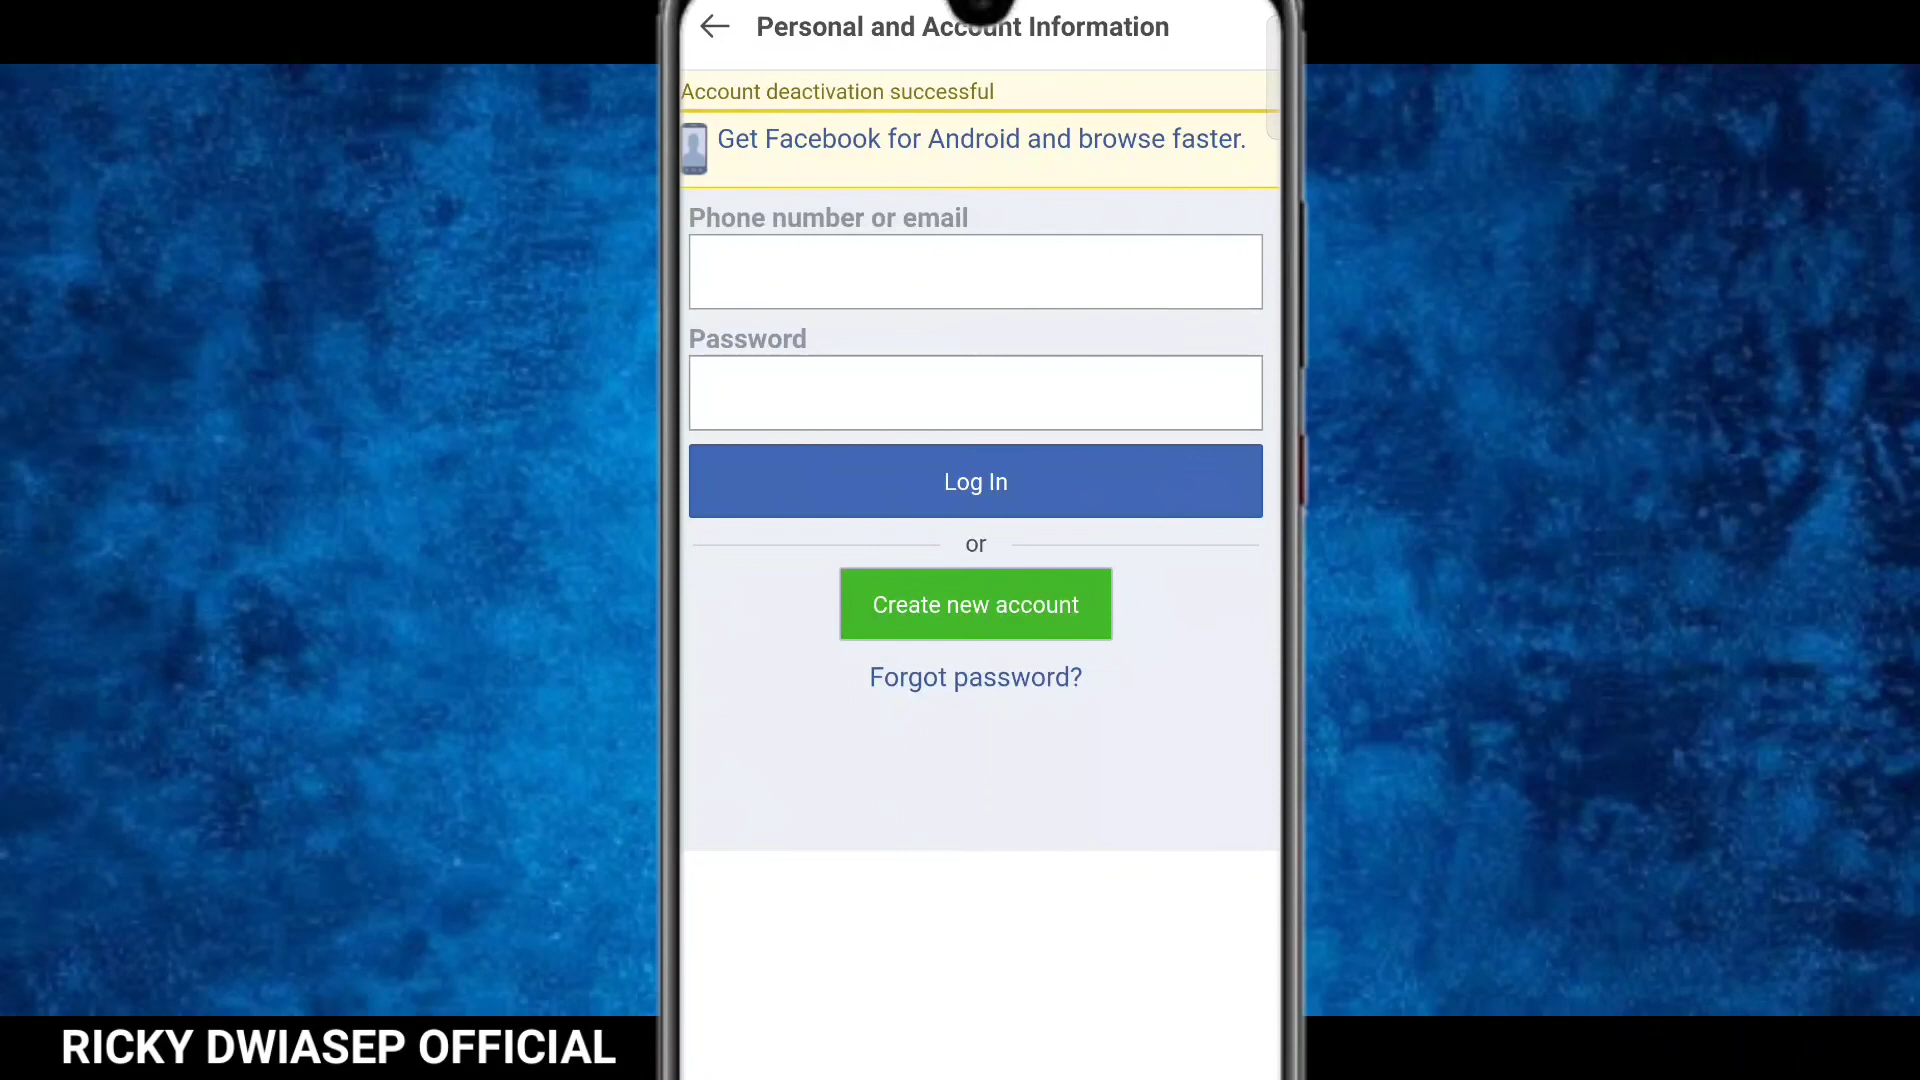 Personal and Account Information
Account deactivation successful
Get Facebook for Android and browse faster.
Phone number or email
Password
Log In
or
Create new account
Forgot password?
RICKY DWIASEP OFFICIAL